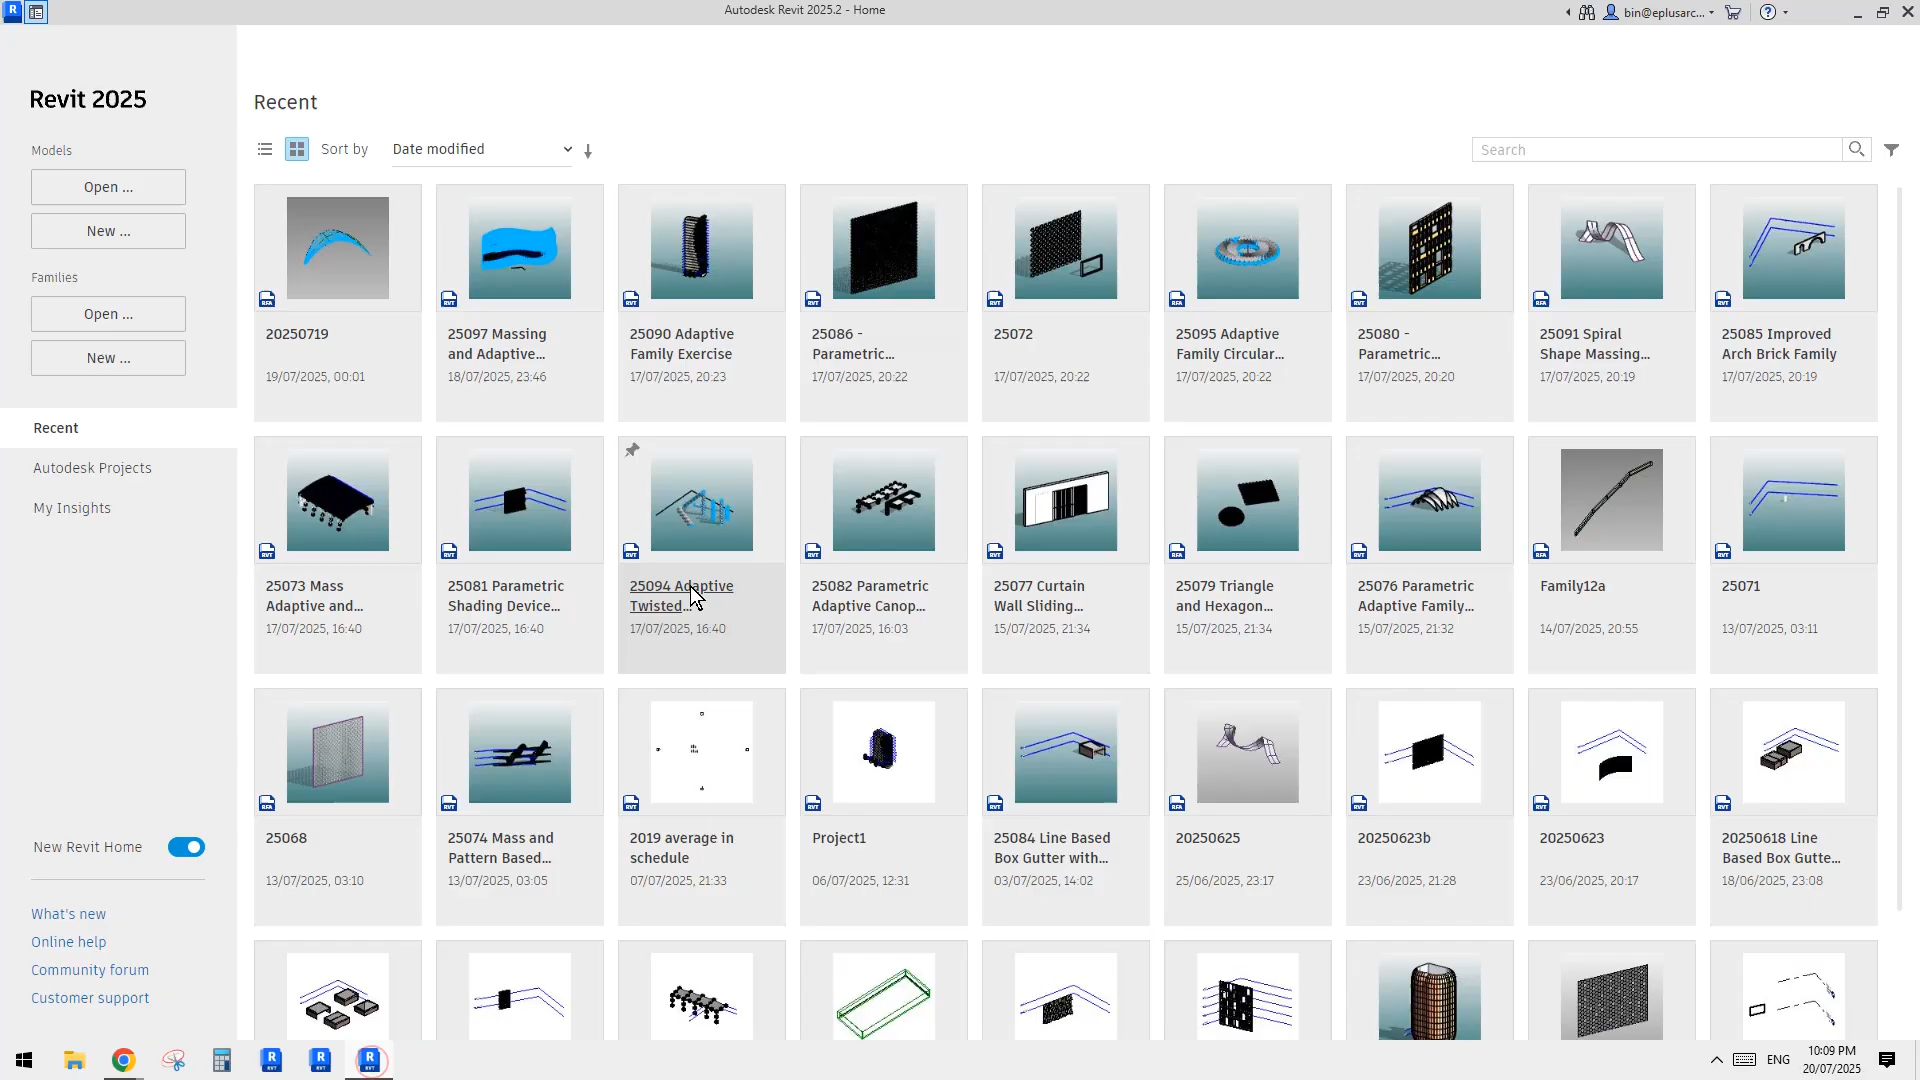 Autodesk Revit 2025.2 - Home
bin@eplusarc...
Revit 2025
Models
Open ...
New ...
Families
Open ...
New ...
Recent
Autodesk Projects
My Insights
New Revit Home
What's new
Online help
Community forum
Customer support
Recent
Sort by
Date modified
Search
20250719
19/07/2025, 00:01
25097 Massing
and Adaptive...
18/07/2025, 23:46
25090 Adaptive
Family Exercise
17/07/2025, 20:23
25086 -
Parametric...
17/07/2025, 20:22
25072
17/07/2025, 20:22
25095 Adaptive
Family Circular...
17/07/2025, 20:22
25080 -
Parametric...
17/07/2025, 20:20
25091 Spiral
Shape Massing...
17/07/2025, 20:19
25085 Improved
Arch Brick Family
17/07/2025, 20:19
25073 Mass
Adaptive and...
17/07/2025, 16:40
25081 Parametric
Shading Device...
17/07/2025, 16:40
25094 Adaptive
Twisted...
17/07/2025, 16:40
25082 Parametric
Adaptive Canop...
17/07/2025, 16:03
25077 Curtain
Wall Sliding...
15/07/2025, 21:34
25079 Triangle
and Hexagon...
15/07/2025, 21:34
25076 Parametric
Adaptive Family...
15/07/2025, 21:32
Family12a
14/07/2025, 20:55
25071
13/07/2025, 03:11
25068
13/07/2025, 03:10
25074 Mass and
Pattern Based...
13/07/2025, 03:05
2019 average in
schedule
07/07/2025, 21:33
Project1
06/07/2025, 12:31
25084 Line Based
Box Gutter with...
03/07/2025, 14:02
20250625
25/06/2025, 23:17
20250623b
23/06/2025, 21:28
20250623
23/06/2025, 20:17
20250618 Line
Based Box Gutte...
18/06/2025, 23:08
ENG
10:09 PM
20/07/2025